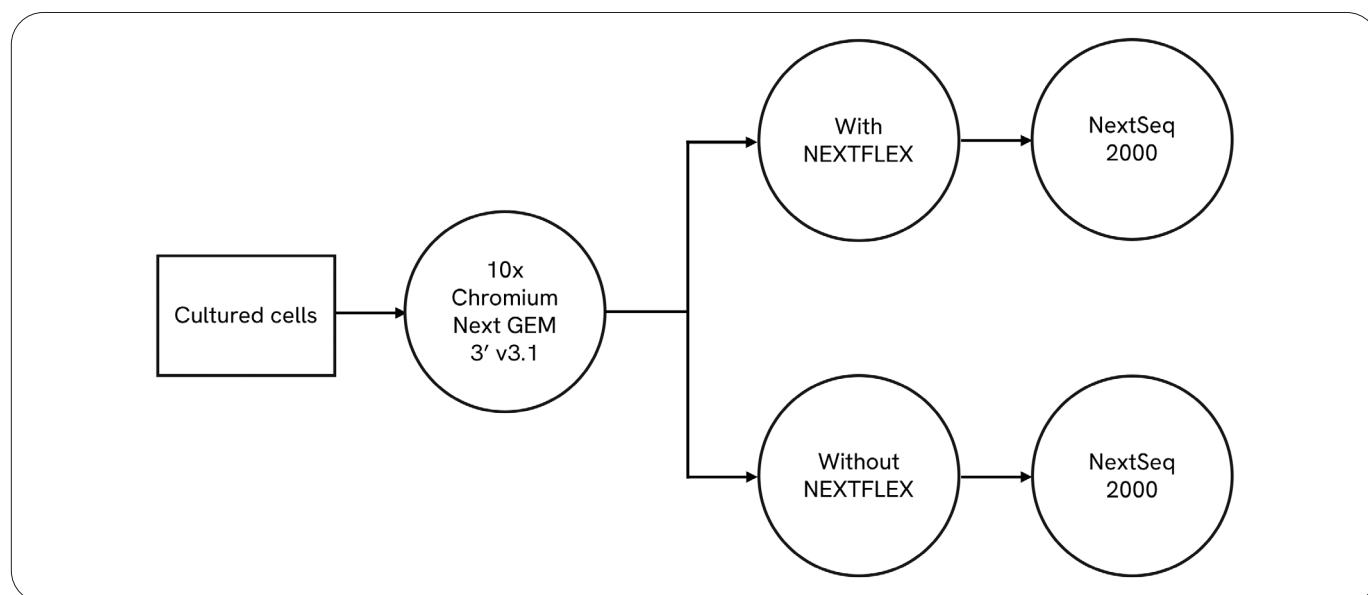 Cultured cells
10x
Chromium
Next GEM
3′ v3.1
With
NEXTFLEX
NextSeq
2000
Without
NEXTFLEX
NextSeq
2000